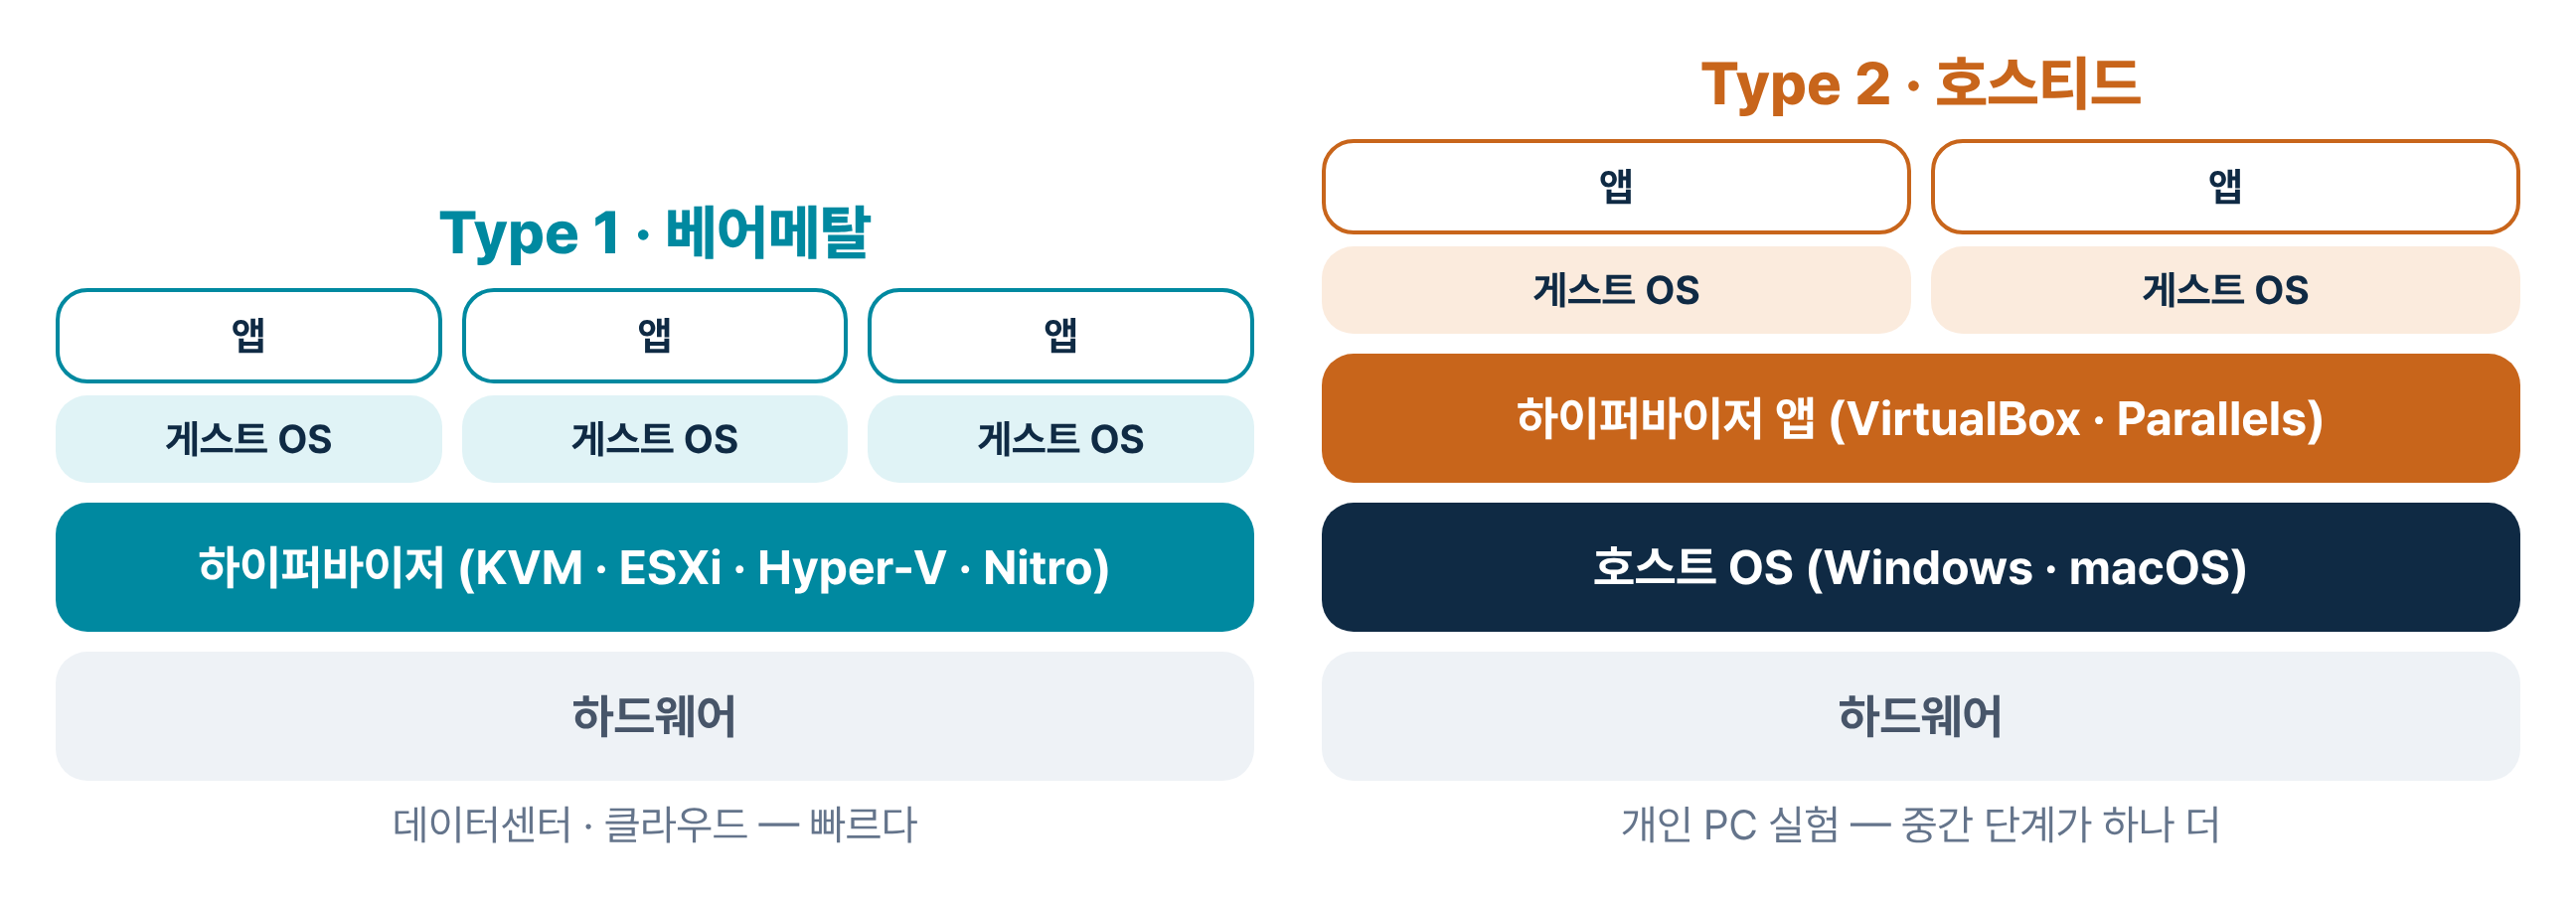 Type 1 · 베어메탈
앱
앱
앱
게스트 OS
게스트 OS
게스트 OS
하이퍼바이저 (KVM · ESXi · Hyper-V · Nitro)
하드웨어
데이터센터 · 클라우드 — 빠르다
Type 2 · 호스티드
앱
앱
게스트 OS
게스트 OS
하이퍼바이저 앱 (VirtualBox · Parallels)
호스트 OS (Windows · macOS)
하드웨어
개인 PC 실험 — 중간 단계가 하나 더